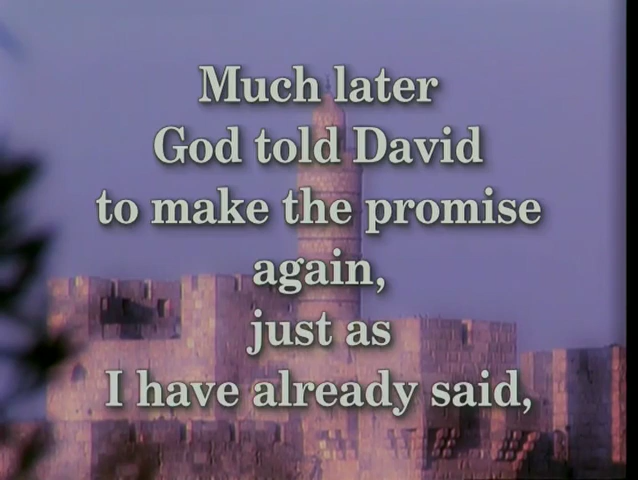 Much later
God told David
to make the promise
again,
just as
I have already said,